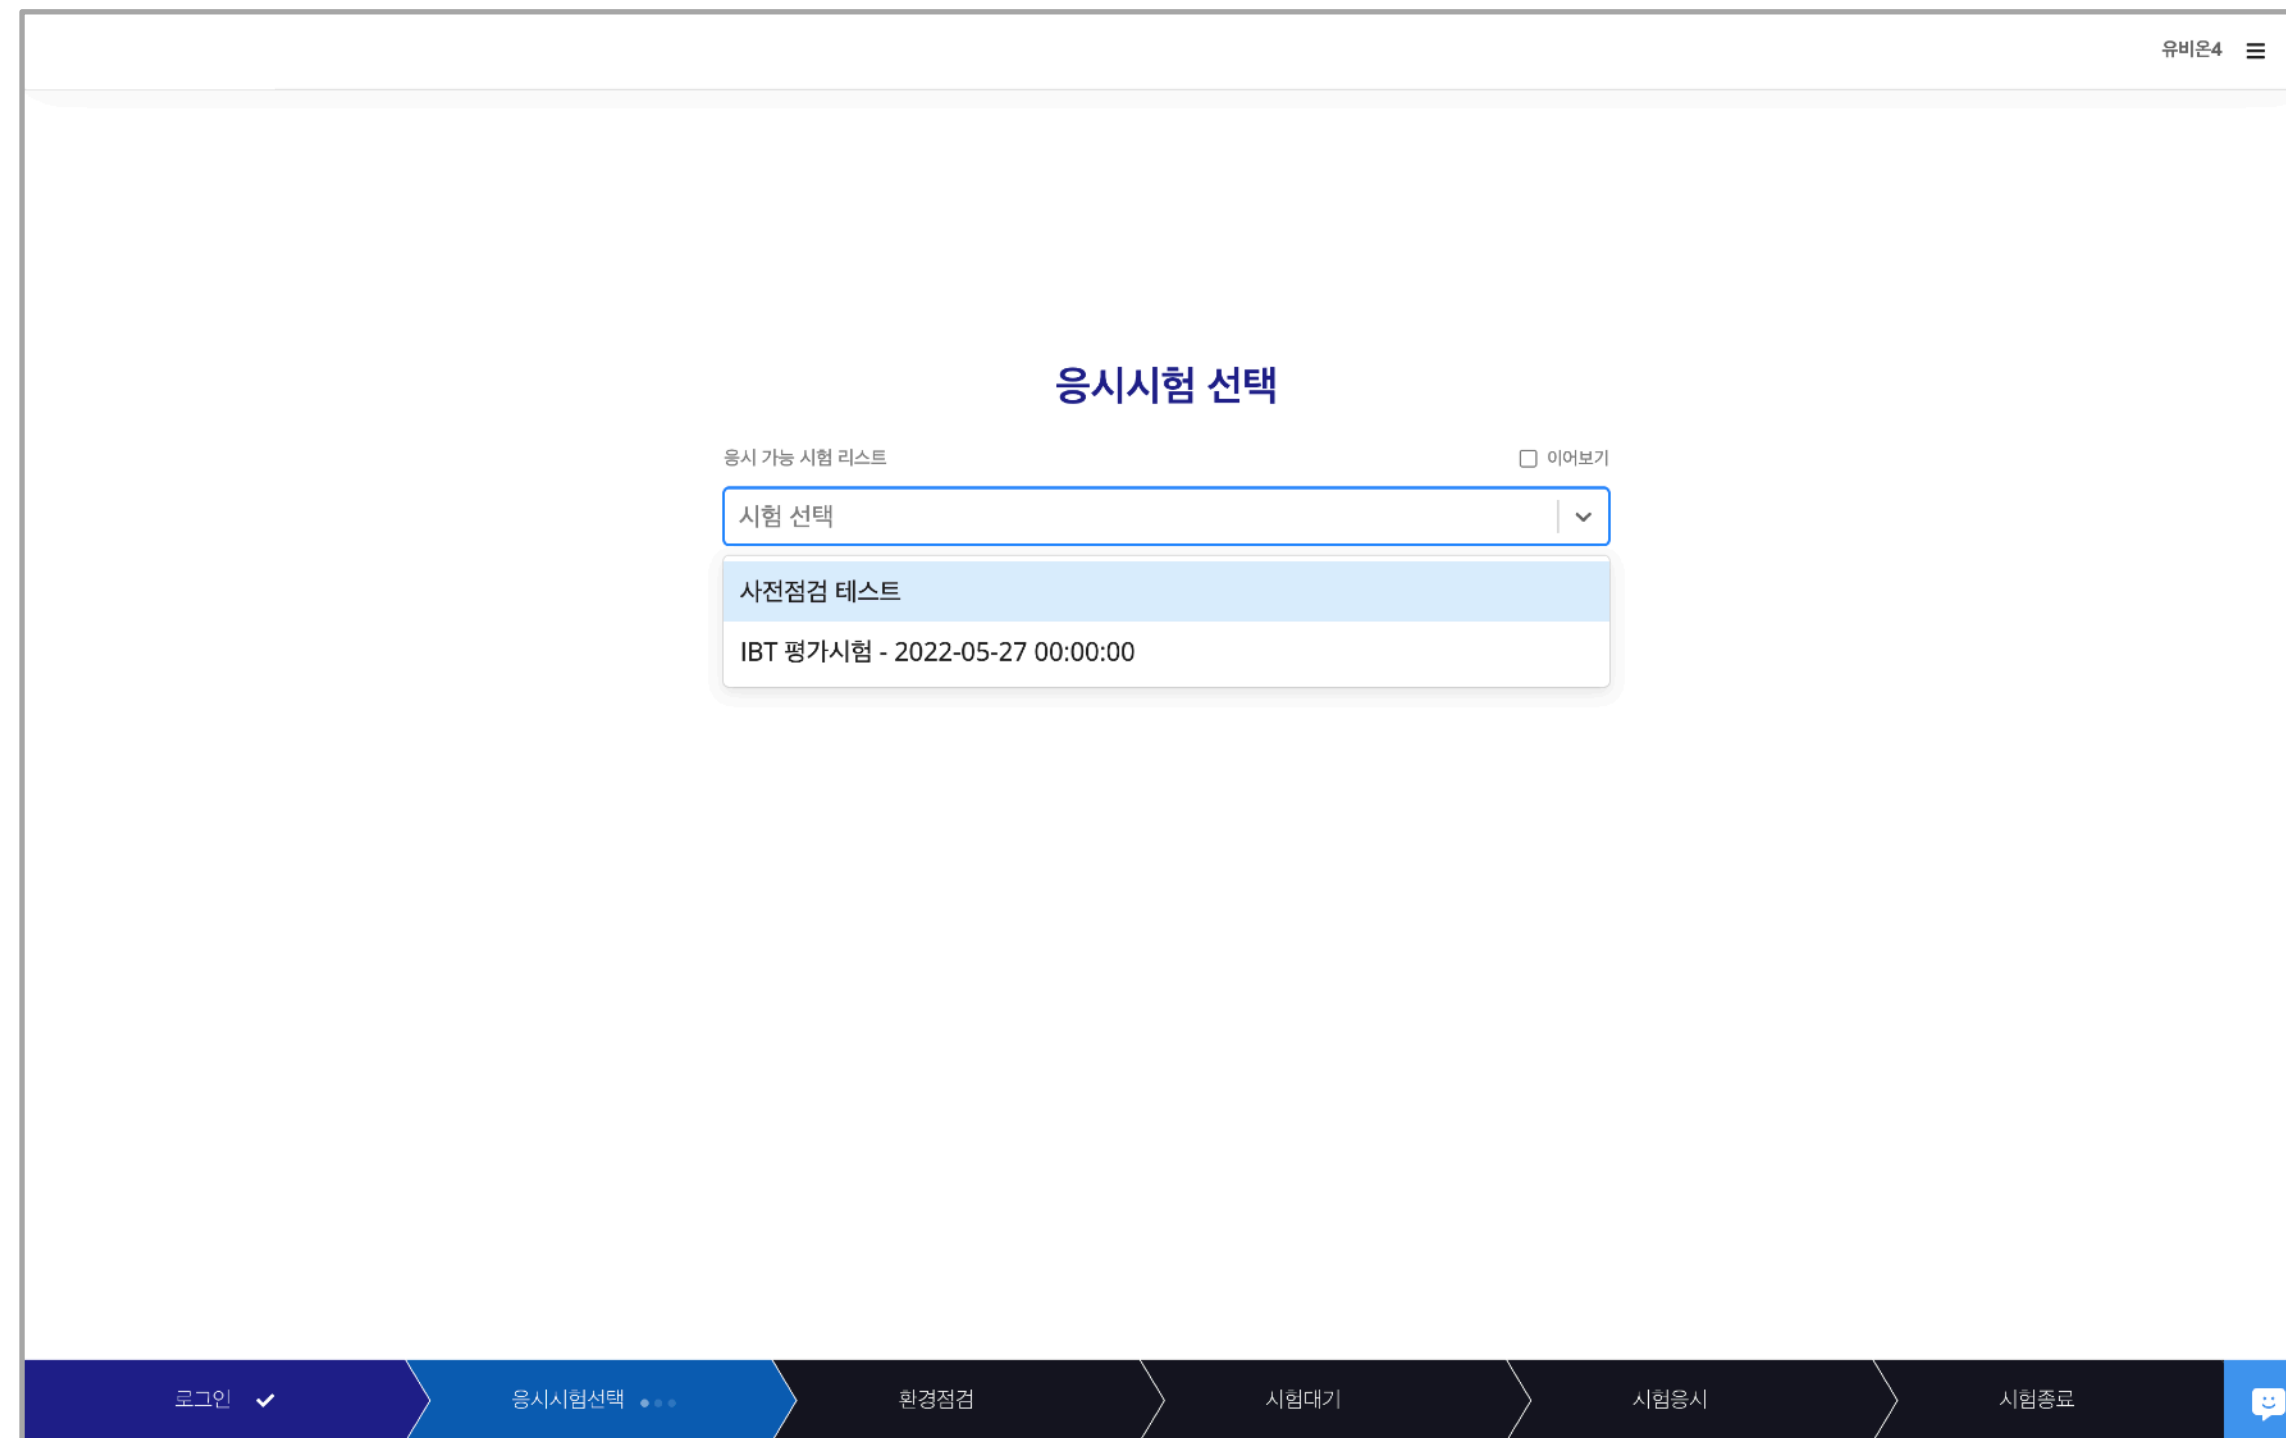 유비온4
응시시험 선택
응시 가능 시험 리스트
이어보기
시험 선택
사전점검 테스트
IBT 평가시험 - 2022-05-27 00:00:00
로그인
응시시험선택
환경점검
시험대기
시험응시
시험종료